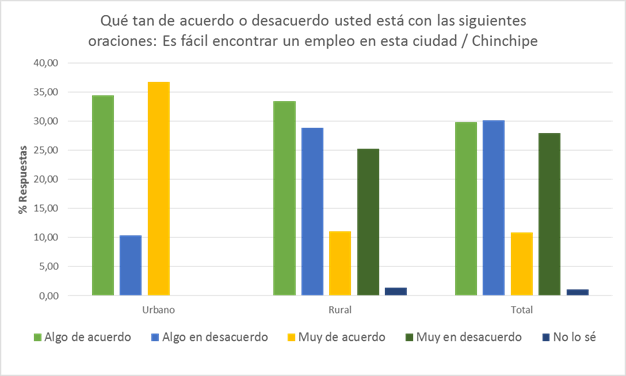 Qué tan de acuerdo o desacuerdo usted está con las siguientes
oraciones: Es fácil encontrar un empleo en esta ciudad / Chinchipe
40,00
35,00
30,00
25,00
20,00
15,00
10,00
5,00
0,00
% Respuestas
Urbano Rural Total
Algo de acuerdo Algo en desacuerdo Muy de acuerdo Muy en desacuerdo No lo sé